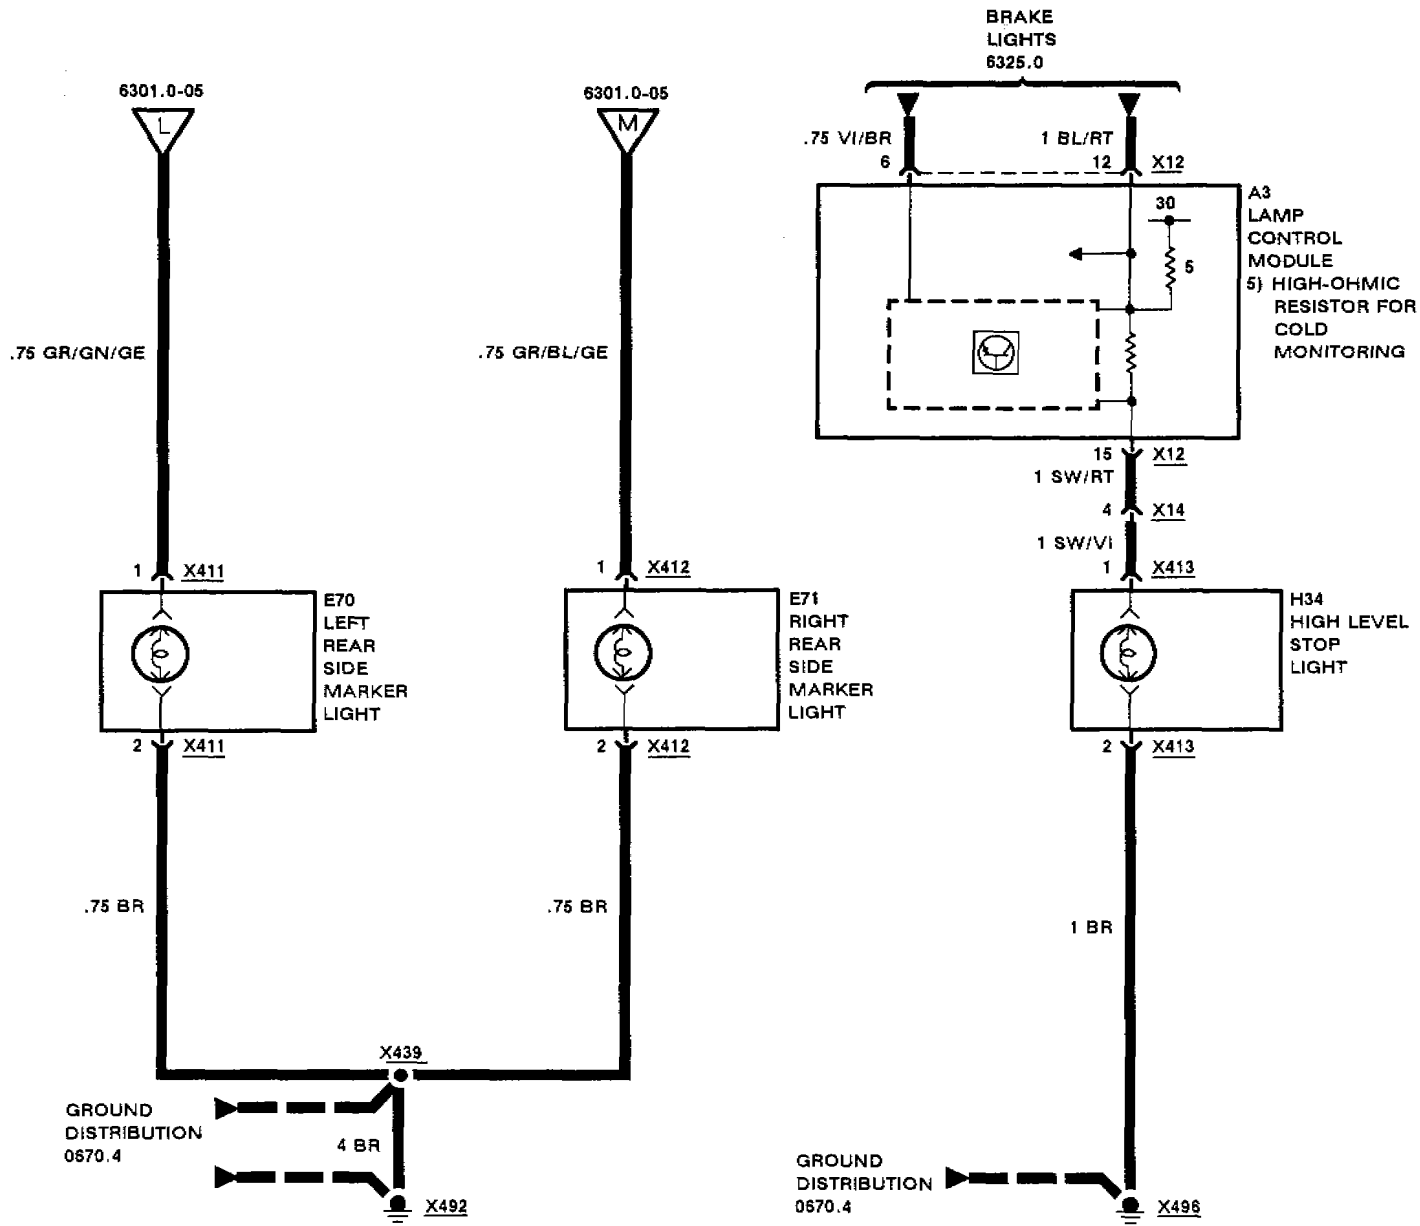 BRAKE
LIGHTS
6325.0
6301.0-05
L
6301.0-05
M
.75 VI/BR
1 BL/RT
6
12
X12
A3
LAMP
CONTROL
MODULE
5) HIGH-OHMIC
RESISTOR FOR
COLD
MONITORING
30
5
.75 GR/GN/GE
.75 GR/BL/GE
15
X12
1 SW/RT
4
X14
1 SW/VI
1
X411
1
X412
1
X413
E70
LEFT
REAR
SIDE
MARKER
LIGHT
E71
RIGHT
REAR
SIDE
MARKER
LIGHT
H34
HIGH LEVEL
STOP
LIGHT
2
X411
2
X412
2
X413
.75 BR
.75 BR
1 BR
X439
GROUND
DISTRIBUTION
0670.4
4 BR
X492
GROUND
DISTRIBUTION
0670.4
X496